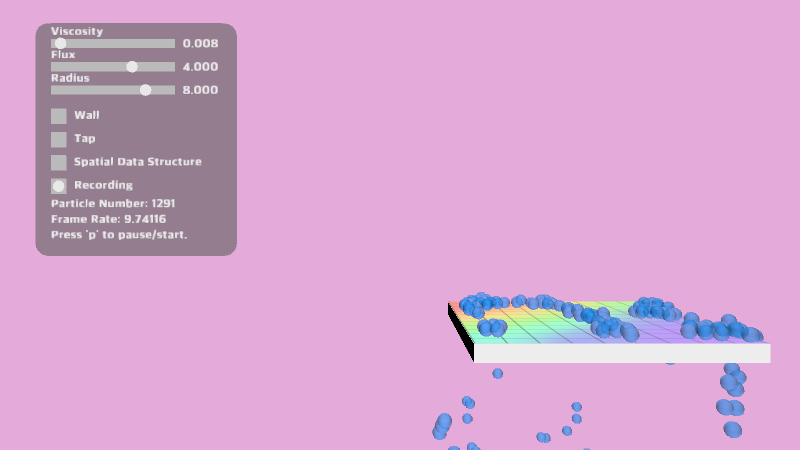 Viscosity
0.008
Flux
4.000
Radius
8.000
Wall
Tap
Spatial Data Structure
Recording
Particle Number: 1291
Frame Rate: 9.74116
Press 'p' to pause/start.